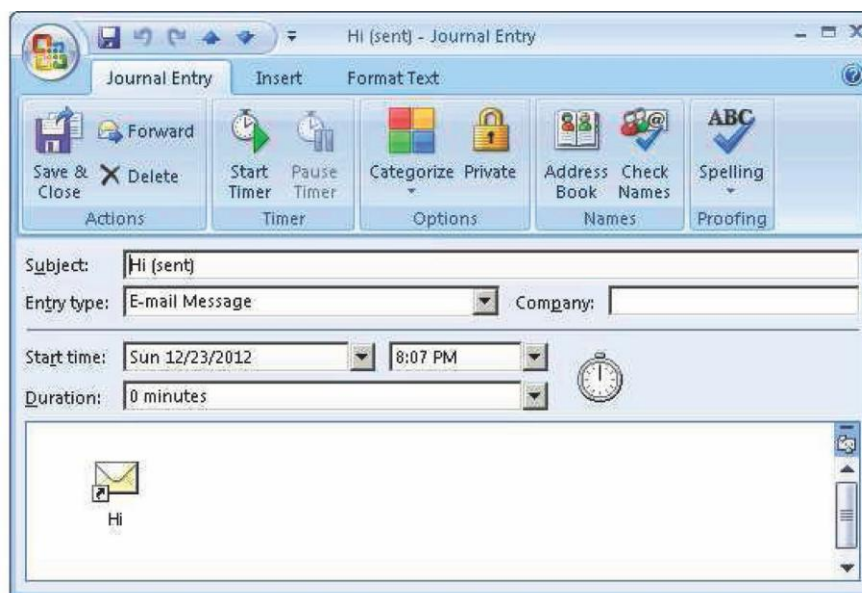 Hi (sent) - Journal Entry
Journal Entry Insert Format Text
Save & Close Forward Delete Start Timer Pause Timer Categorize Private Address Book Check Names ABC Spelling
Actions Timer Options Names Proofing
Subject: Hi (sent)
Entry type: E-mail Message Company:
Start time: Sun 12/23/2012 8:07 PM
Duration: 0 minutes
Hi